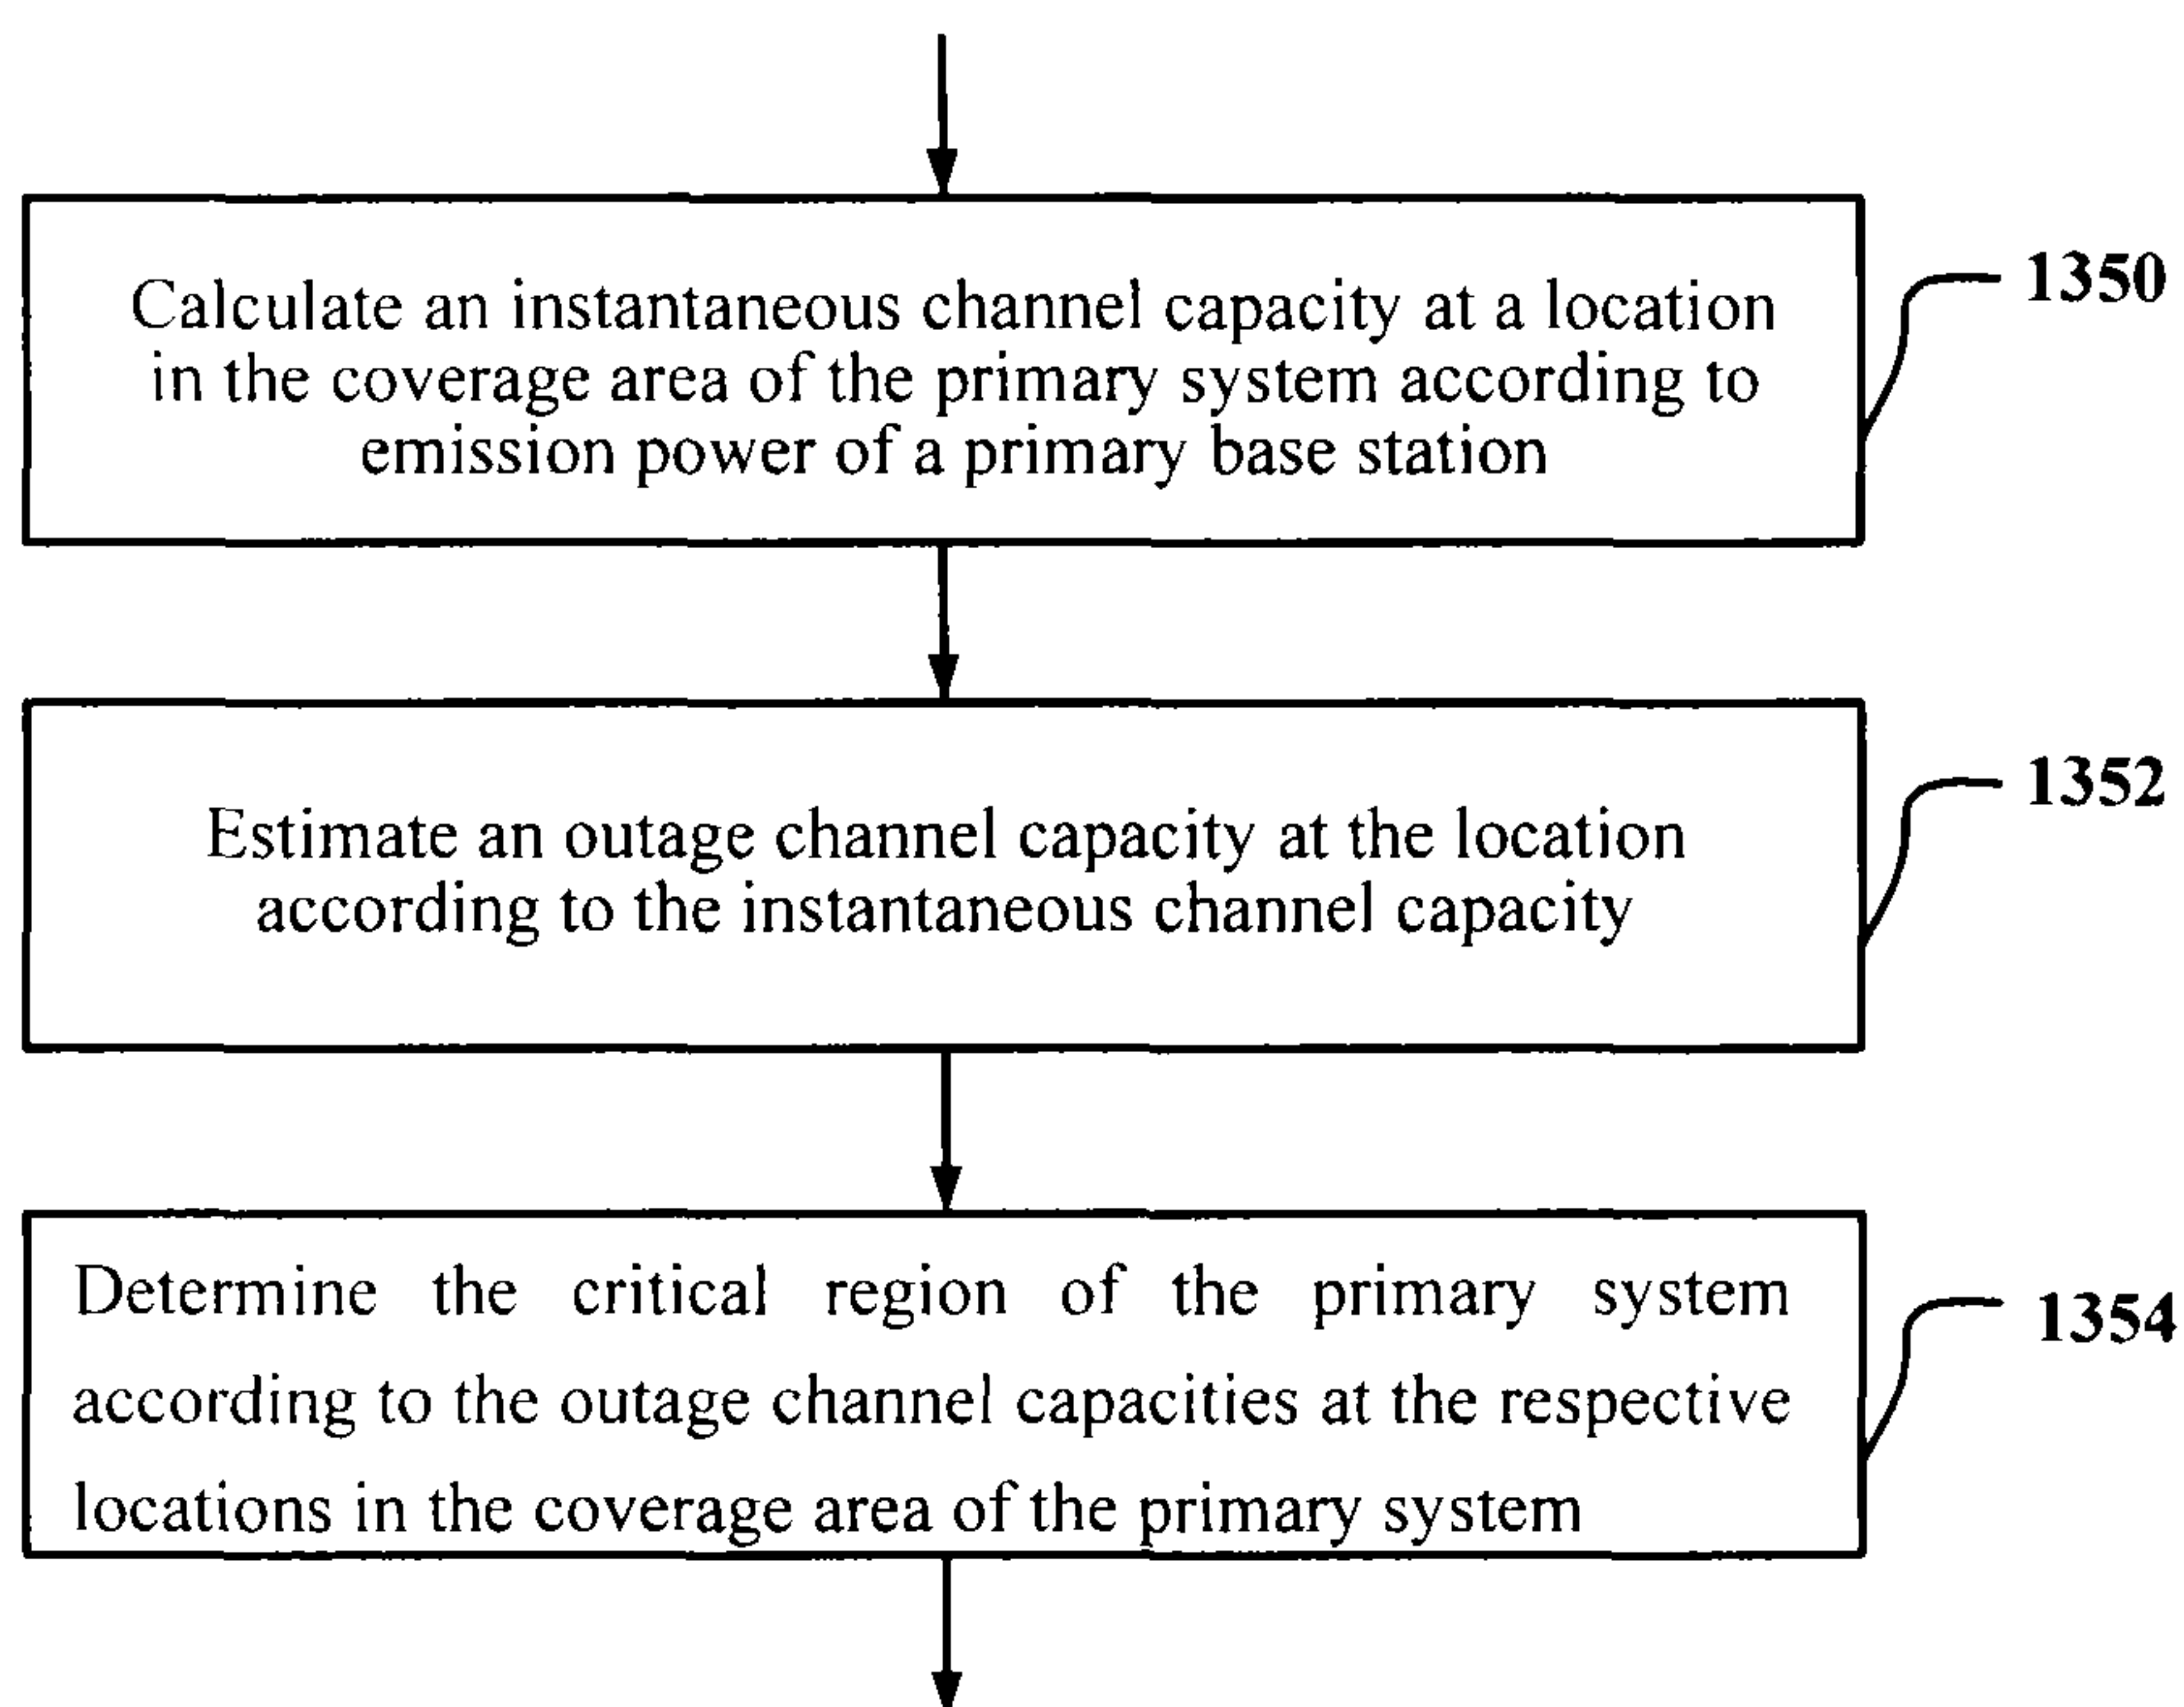 Calculate an instantaneous channel capacity at a location
in the coverage area of the primary system according to
emission power of a primary base station
1350
Estimate an outage channel capacity at the location
according to the instantaneous channel capacity
1352
Determine the critical region of the primary system
according to the outage channel capacities at the respective
locations in the coverage area of the primary system
1354